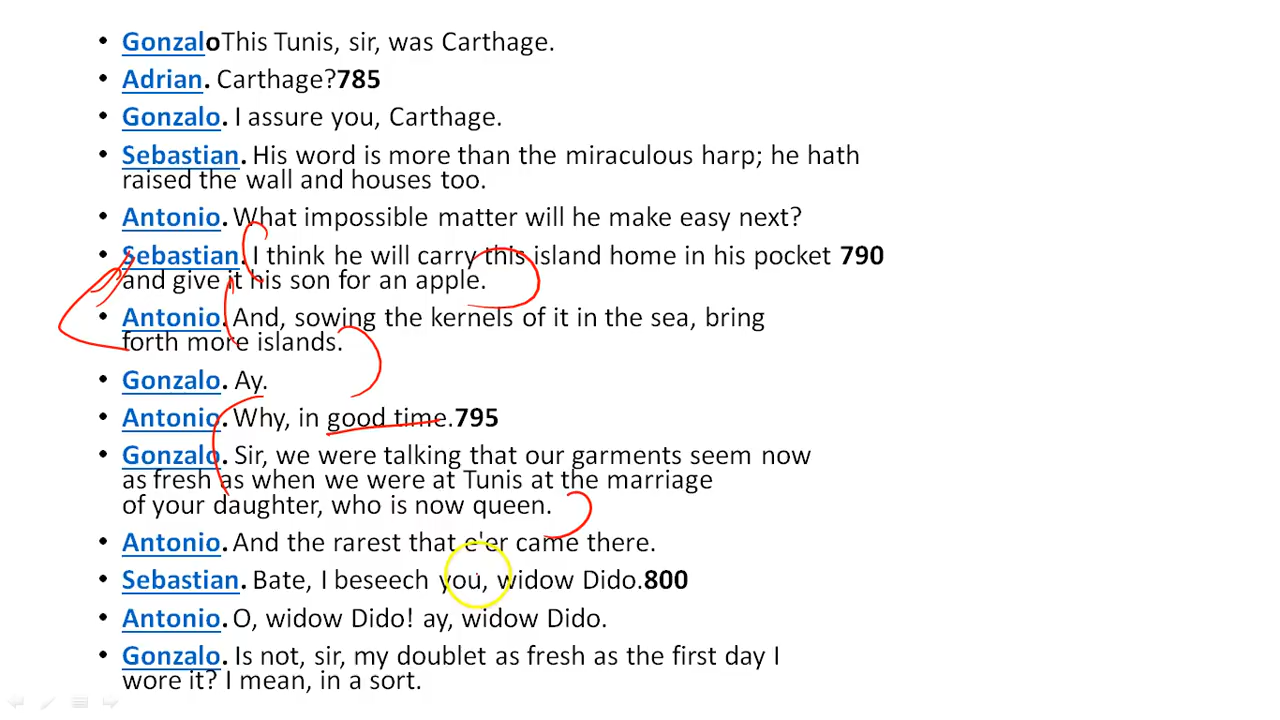 • GonzaloThis Tunis, sir, was Carthage.
• Adrian. Carthage?785
• Gonzalo. I assure you, Carthage.
• Sebastian. His word is more than the miraculous harp; he hath
raised the wall and houses too.
• Antonio. What impossible matter will he make easy next?
• Sebastian. I think he will carry this island home in his pocket 790
and give it his son for an apple.
• Antonio. And, sowing the kernels of it in the sea, bring
forth more islands.
• Gonzalo. Ay.
• Antonio. Why, in good time.795
• Gonzalo. Sir, we were talking that our garments seem now
as fresh as when we were at Tunis at the marriage
of your daughter, who is now queen.
• Antonio. And the rarest that e'er came there.
• Sebastian. Bate, I beseech you, widow Dido.800
• Antonio. O, widow Dido! ay, widow Dido.
• Gonzalo. Is not, sir, my doublet as fresh as the first day I
wore it? I mean, in a sort.